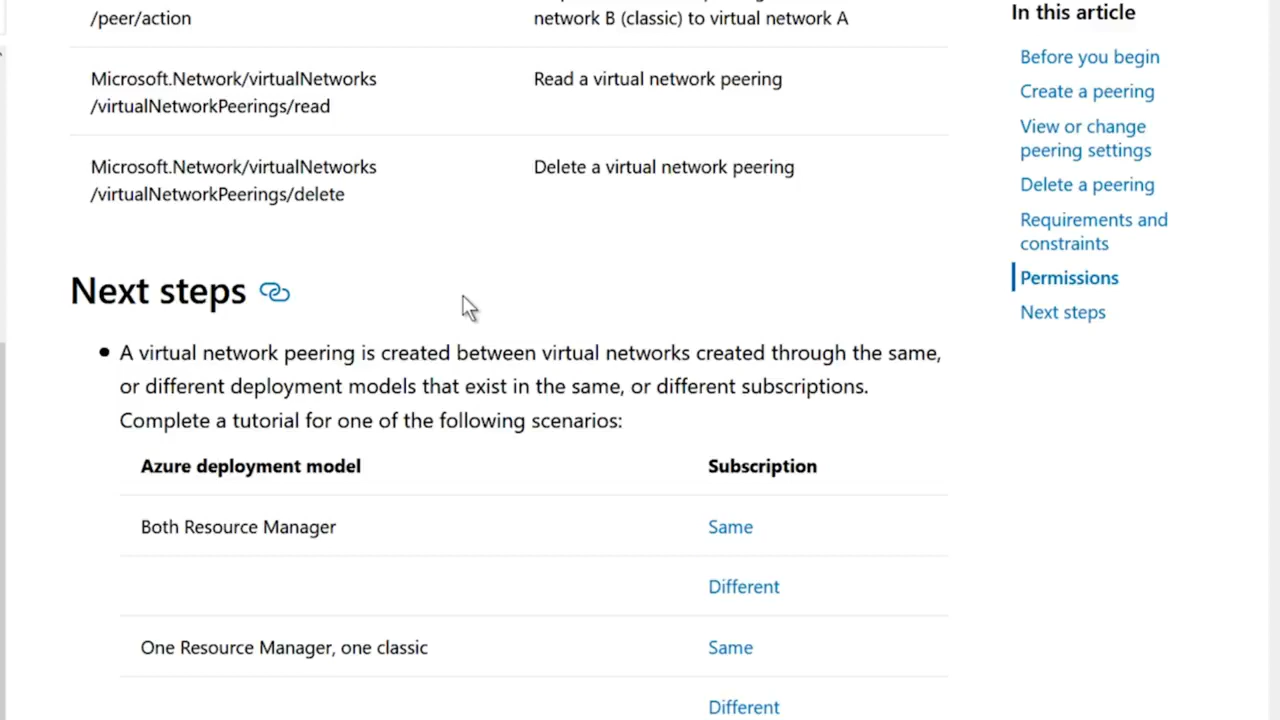 /peer/action
network B (classic) to virtual network A
Microsoft.Network/virtualNetworks
/virtualNetworkPeerings/read
Read a virtual network peering
Microsoft.Network/virtualNetworks
/virtualNetworkPeerings/delete
Delete a virtual network peering
Next steps
A virtual network peering is created between virtual networks created through the same,
or different deployment models that exist in the same, or different subscriptions.
Complete a tutorial for one of the following scenarios:
Azure deployment model
Subscription
Both Resource Manager
Same
Different
One Resource Manager, one classic
Same
Different
In this article
Before you begin
Create a peering
View or change
peering settings
Delete a peering
Requirements and
constraints
Permissions
Next steps